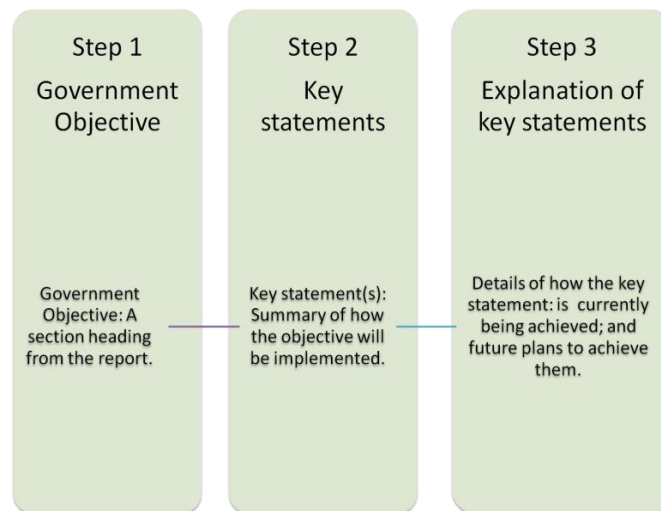 Step 1
Government
Objective
Government
Objective: A
section heading
from the report.
Step 2
Key
statements
Key statement(s):
Summary of how
the objective will
be implemented.
Step 3
Explanation of
key statements
Details of how the key
statement: is currently
being achieved; and
future plans to achieve
them.